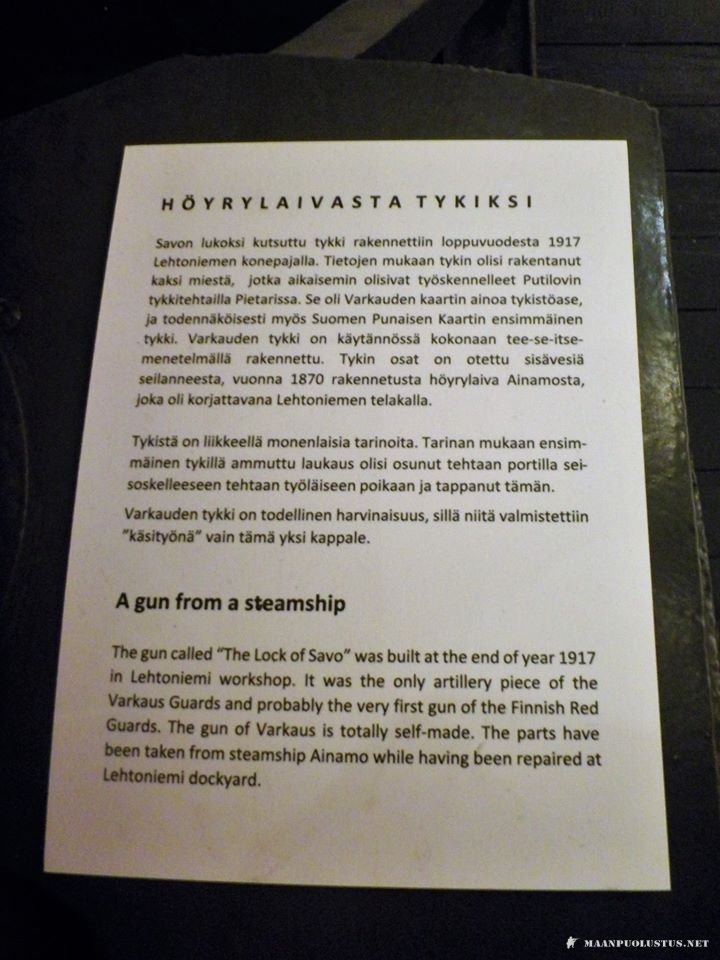 HÖYRYLAIVASTA TYKIKSI
Savon lukoksi kutsuttu tykki rakennettiin loppuvuodesta 1917
Lehtoniemen konepajalla. Tietojen mukaan tykin olisi rakentanut
kaksi miestä, jotka aikaisemin olisivat työskennelleet Putilovin
tykkitehtailla Pietarissa. Se oli Varkauden kaartin ainoa tykistöase,
ja todennäköisesti myös Suomen Punaisen Kaartin ensimmäinen
tykki. Varkauden tykki on käytännössä kokonaan tee-se-itse-
menetelmällä rakennettu. Tykin osat on otettu sisävesiä
seilanneesta, vuonna 1870 rakennetusta höyrylaiva Ainamosta,
joka oli korjattavana Lehtoniemen telakalla.
Tykistä on liikkeellä monenlaisia tarinoita. Tarinan mukaan ensim-
mäinen tykillä ammuttu laukaus olisi osunut tehtaan portilla sei-
soskelleeseen tehtaan työläiseen poikaan ja tappanut tämän.
Varkauden tykki on todellinen harvinaisuus, sillä niitä valmistettiin
”käsityönä” vain tämä yksi kappale.
A gun from a steamship
The gun called “The Lock of Savo” was built at the end of year 1917
in Lehtoniemi workshop. It was the only artillery piece of the
Varkaus Guards and probably the very first gun of the Finnish Red
Guards. The gun of Varkaus is totally self-made. The parts have
been taken from steamship Ainamo while having been repaired at
Lehtoniemi dockyard.
MAANPUOLUSTUS.NET